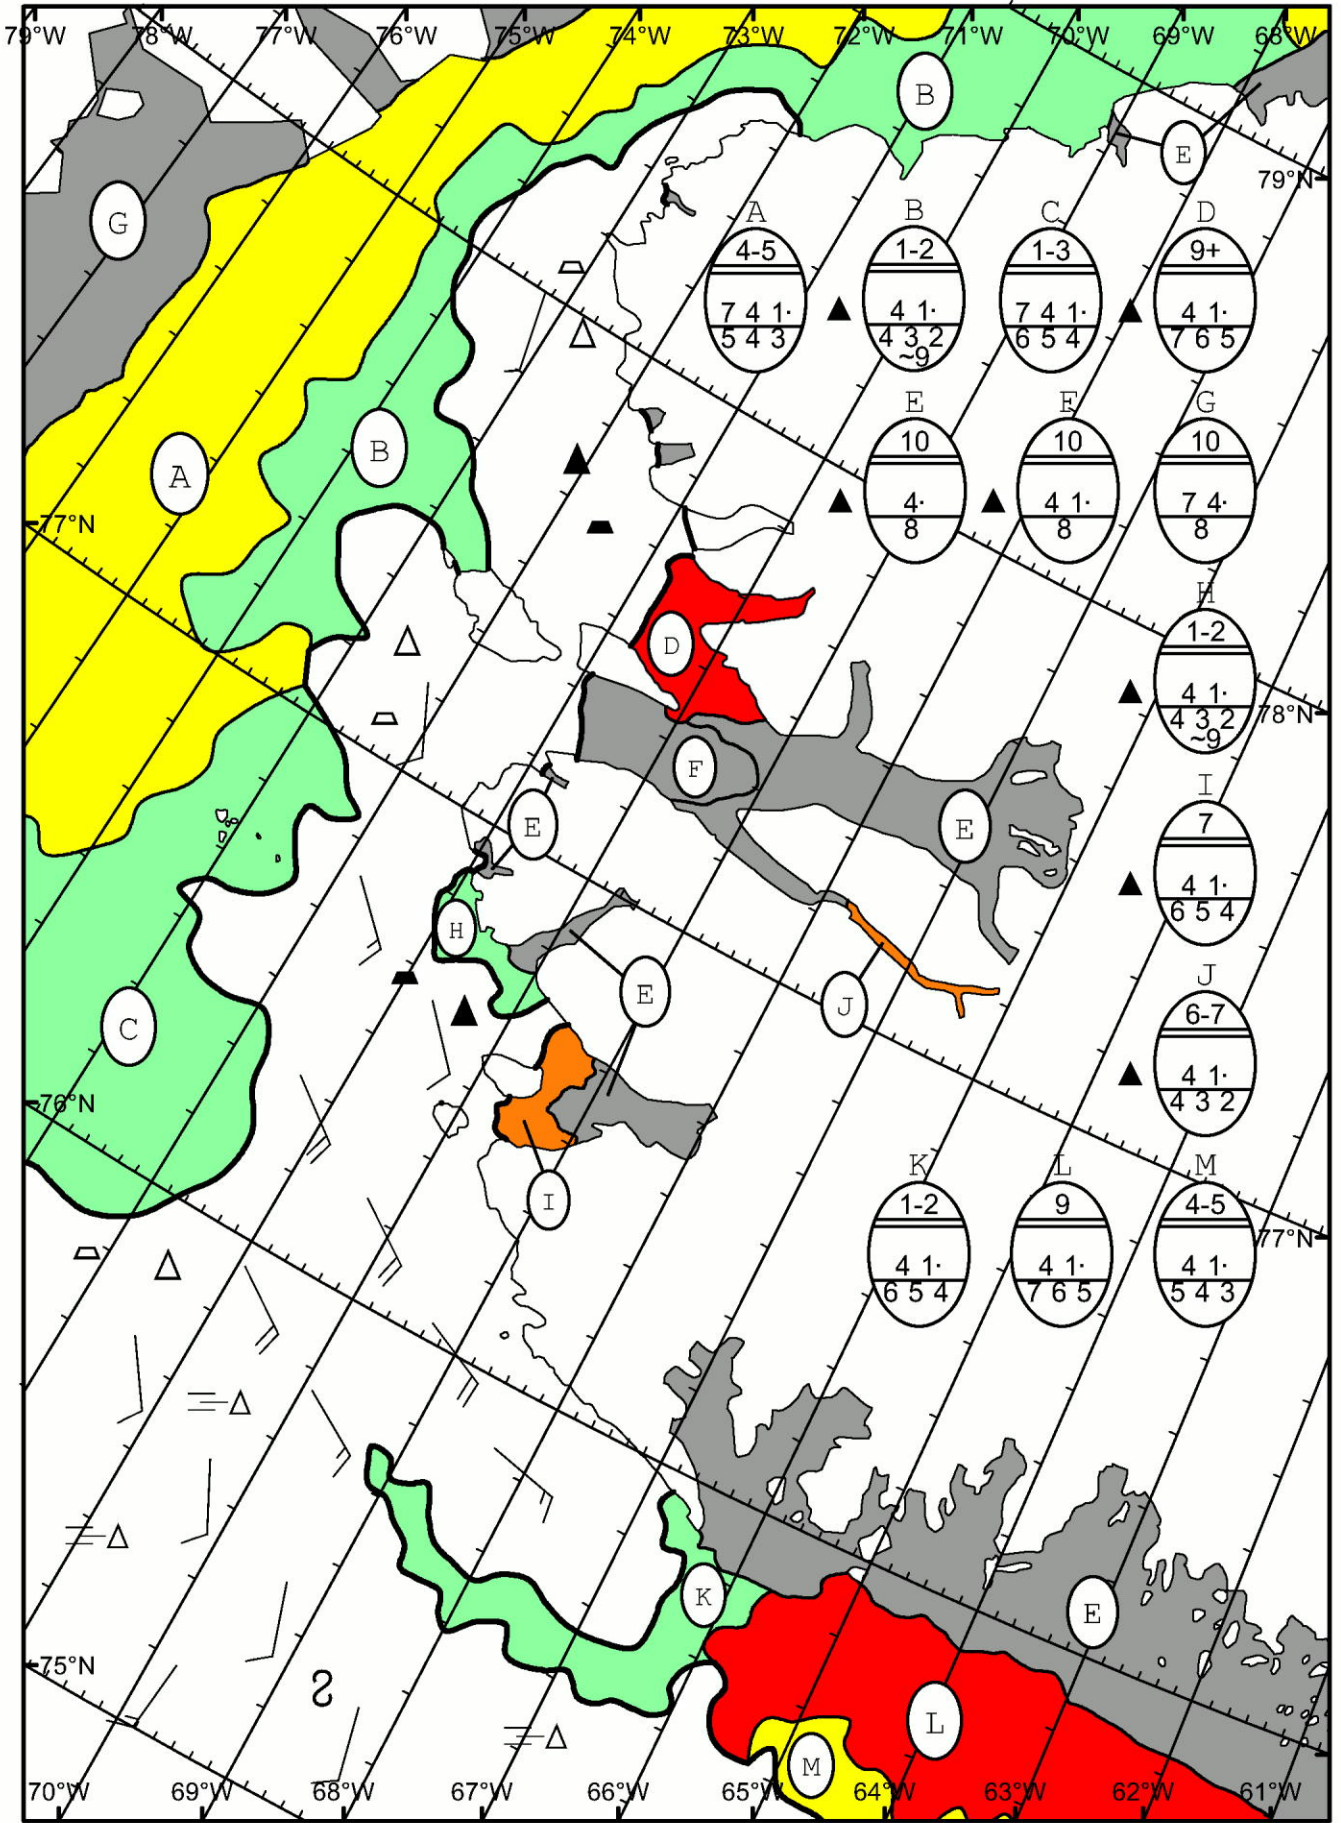 79°W 78°W 77°W 76°W 75°W 74°W 73°W 72°W 71°W 70°W 69°W 68°W
B
E
79°N
G
A B C D
4-5 1-2 1-3 9+
7 4 1· 4 1· 7 4 1· 4 1·
5 4 3 4 3 2 6 5 4 7 6 5
~9
E F G
10 10 10
4· 4 1· 7 4·
8 8 8
A B
77°N
H
1-2
4 1·
4 3 2
~9
D
78°N
F
E E
I
7
4 1·
6 5 4
H
E
J
C
J
6-7
4 1·
4 3 2
76°N
I
K L M
1-2 9 4-5
4 1· 4 1· 4 1·
6 5 4 7 6 5 5 4 3
77°N
K
E
75°N
L
M
70°W 69°W 68°W 67°W 66°W 65°W 64°W 63°W 62°W 61°W